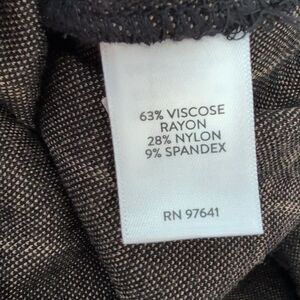 63% VISCOSE
RAYON
28% NYLON
9% SPANDEX
RN 97641